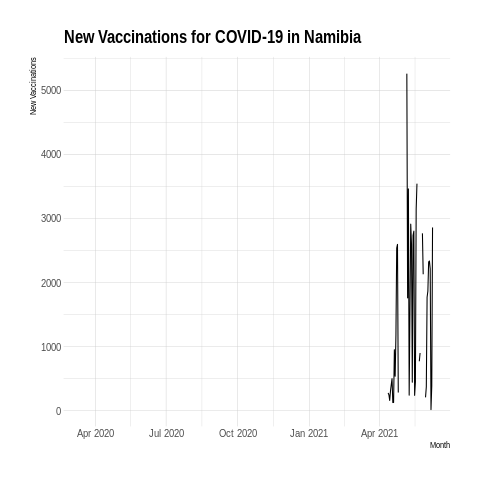 New Vaccinations for COVID-19 in Namibia
New Vaccinations
5000
4000
3000
2000
1000
0
Apr 2020 Jul 2020 Oct 2020 Jan 2021 Apr 2021
Month